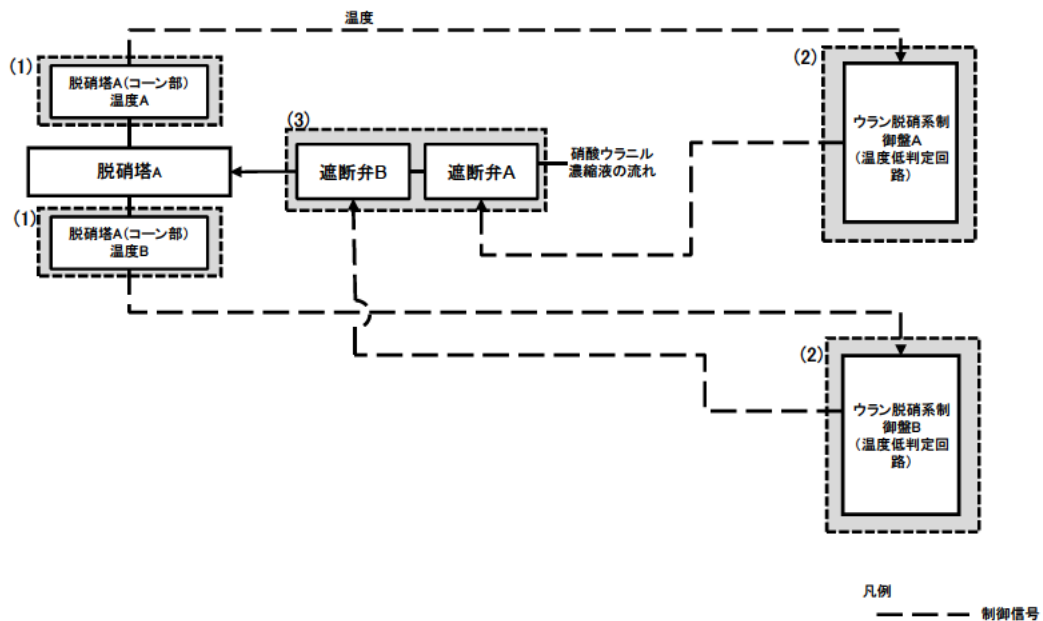 温度
(1)
脱硝塔A(コーン部)
温度A
(2)
ウラン脱硝系制
御盤A
(温度低判定回
路)
(3)
遮断弁B
遮断弁A
硝酸ウラニル
濃縮液の流れ
脱硝塔A
(1)
脱硝塔A(コーン部)
温度B
(2)
ウラン脱硝系制
御盤B
(温度低判定回
路)
凡例
制御信号